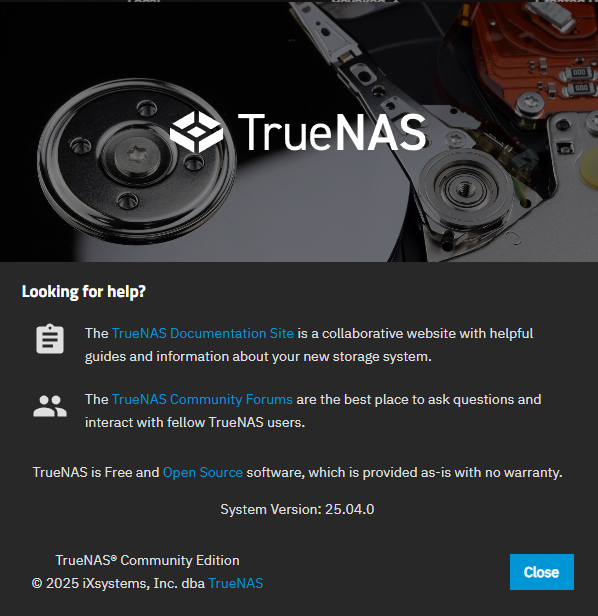 TrueNAS
Looking for help?
The TrueNAS Documentation Site is a collaborative website with helpful
guides and information about your new storage system.
The TrueNAS Community Forums are the best place to ask questions and
interact with fellow TrueNAS users.
TrueNAS is Free and Open Source software, which is provided as-is with no warranty.
System Version: 25.04.0
TrueNAS® Community Edition
© 2025 iXsystems, Inc. dba TrueNAS
Close